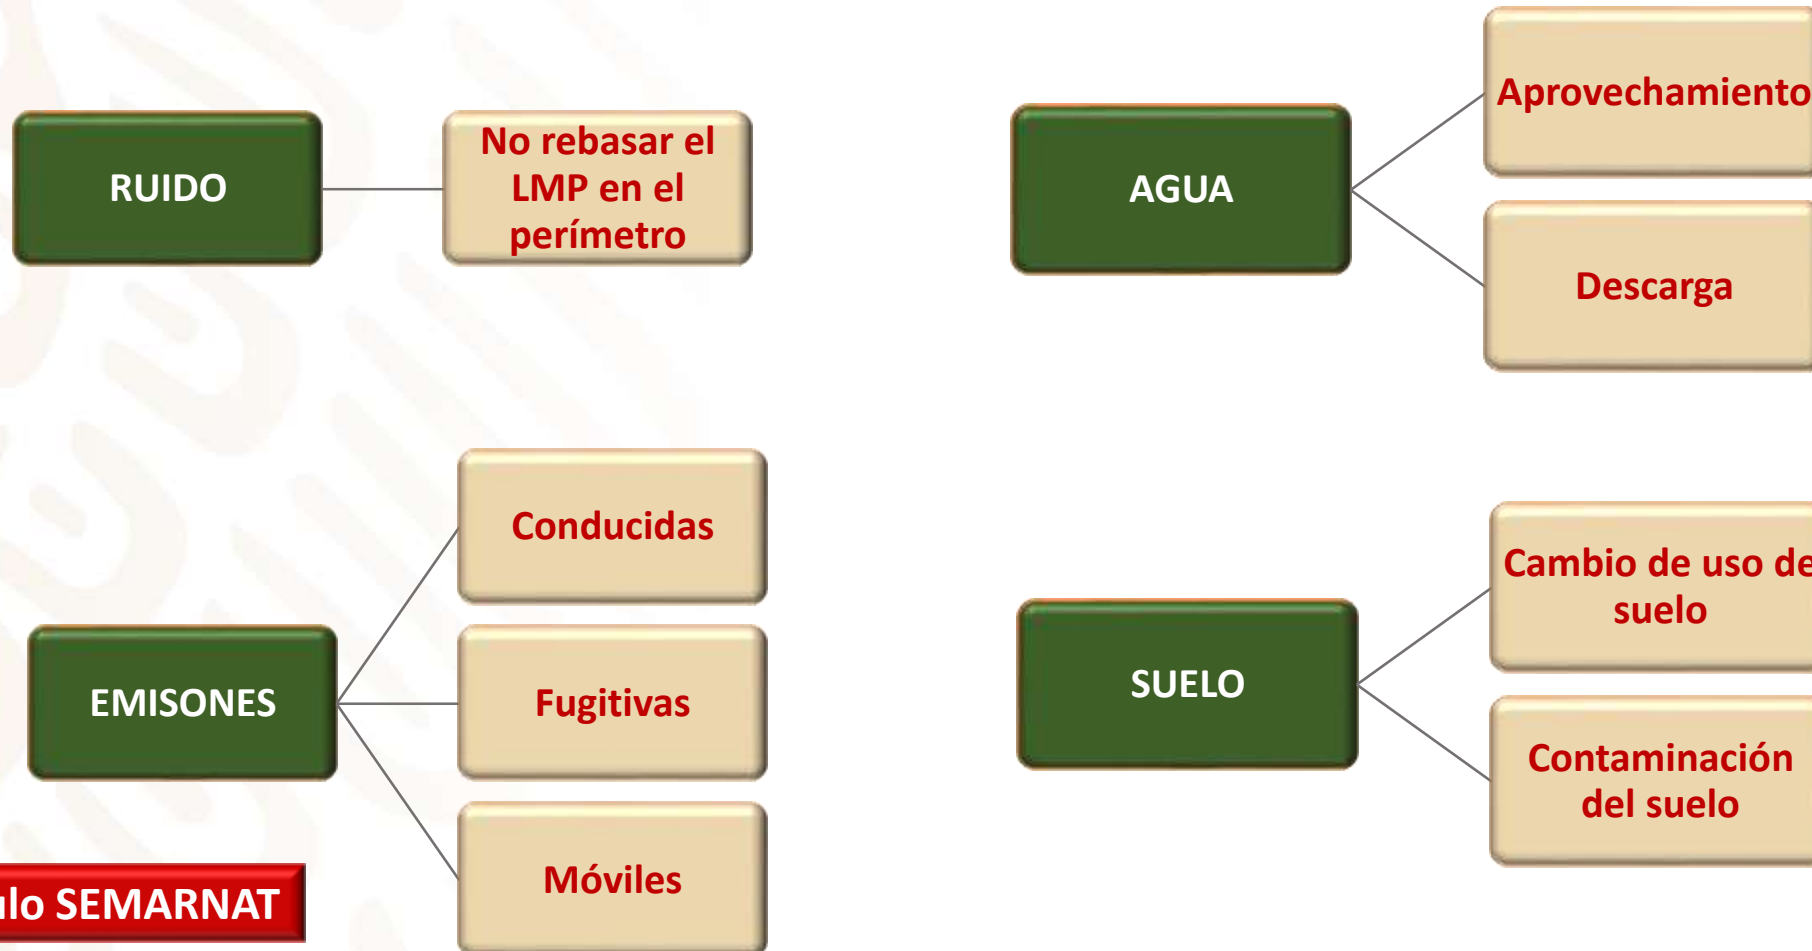 RUIDO
No rebasar el
LMP en el
perímetro
AGUA
Aprovechamiento
Descarga
EMISONES
Conducidas
Fugitivas
Móviles
SUELO
Cambio de uso de
suelo
Contaminación
del suelo
ulo SEMARNAT